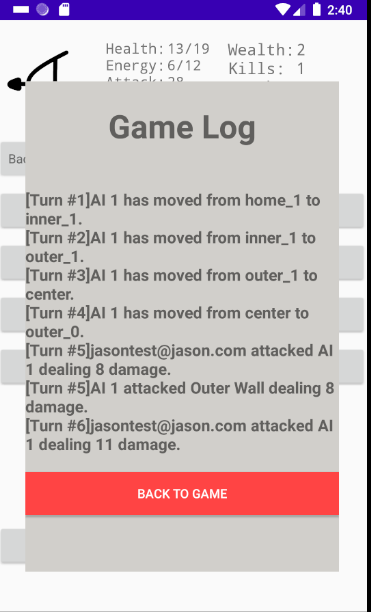 2:40
Health:13/19 Wealth:2
Energy:6/12 Kills: 1
Attack:28
Game Log
Bac
[Turn #1]AI 1 has moved from home_1 to
inner_1.
[Turn #2]AI 1 has moved from inner_1 to
outer_1.
[Turn #3]AI 1 has moved from outer_1 to
center.
[Turn #4]AI 1 has moved from center to
outer_0.
[Turn #5]jasontest@jason.com attacked AI
1 dealing 8 damage.
[Turn #5]AI 1 attacked Outer Wall dealing 8
damage.
[Turn #6]jasontest@jason.com attacked AI
1 dealing 11 damage.
BACK TO GAME